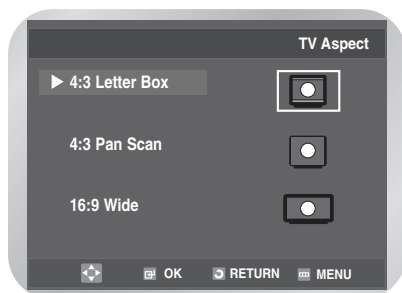 TV Aspect
4:3 Letter Box
4:3 Pan Scan
16:9 Wide
OK RETURN MENU